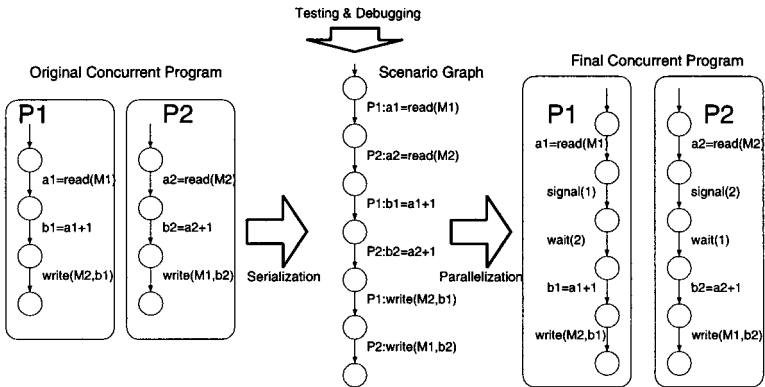 Testing & Debugging
Original Concurrent Program
P1
a1=read(M1)
b1=a1+1
write(M2,b1)
P2
a2=read(M2)
b2=a2+1
write(M1,b2)
Serialization
Scenario Graph
P1:a1=read(M1)
P2:a2=read(M2)
P1:b1=a1+1
P2:b2=a2+1
P1:write(M2,b1)
P2:write(M1,b2)
Parallelization
Final Concurrent Program
P1
a1=read(M1)
signal(1)
wait(2)
b1=a1+1
write(M2,b1)
P2
a2=read(M2)
signal(2)
wait(1)
b2=a2+1
write(M1,b2)